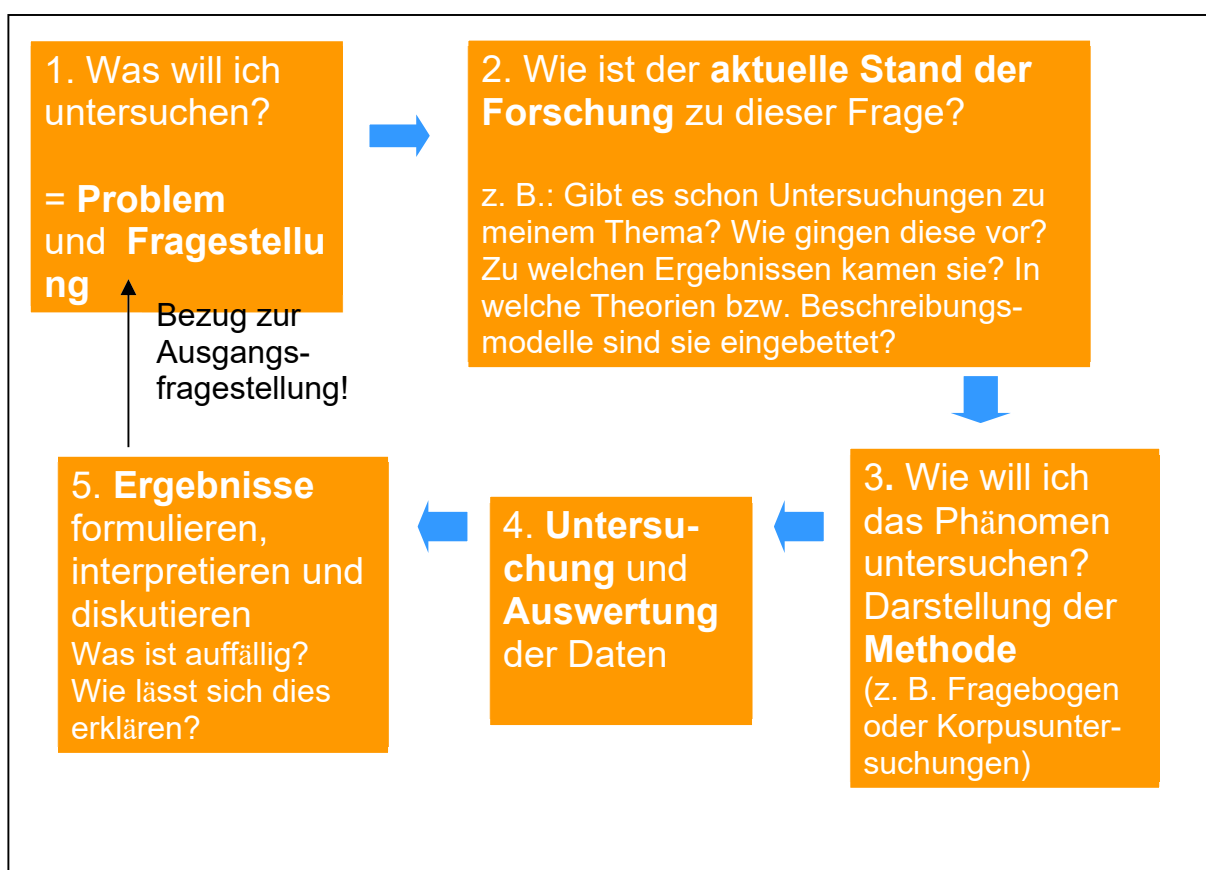 1. Was will ich
untersuchen?
= Problem
und Fragestellu
ng
2. Wie ist der aktuelle Stand der
Forschung zu dieser Frage?
z. B.: Gibt es schon Untersuchungen zu
meinem Thema? Wie gingen diese vor?
Zu welchen Ergebnissen kamen sie? In
welche Theorien bzw. Beschreibungs-
modelle sind sie eingebettet?
3. Wie will ich
das Phänomen
untersuchen?
Darstellung der
Methode
(z. B. Fragebogen
oder Korpusunter-
suchungen)
4. Untersu-
chung und
Auswertung
der Daten
5. Ergebnisse
formulieren,
interpretieren und
diskutieren
Was ist auffällig?
Wie lässt sich dies
erklären?
Bezug zur
Ausgangs-
fragestellung!